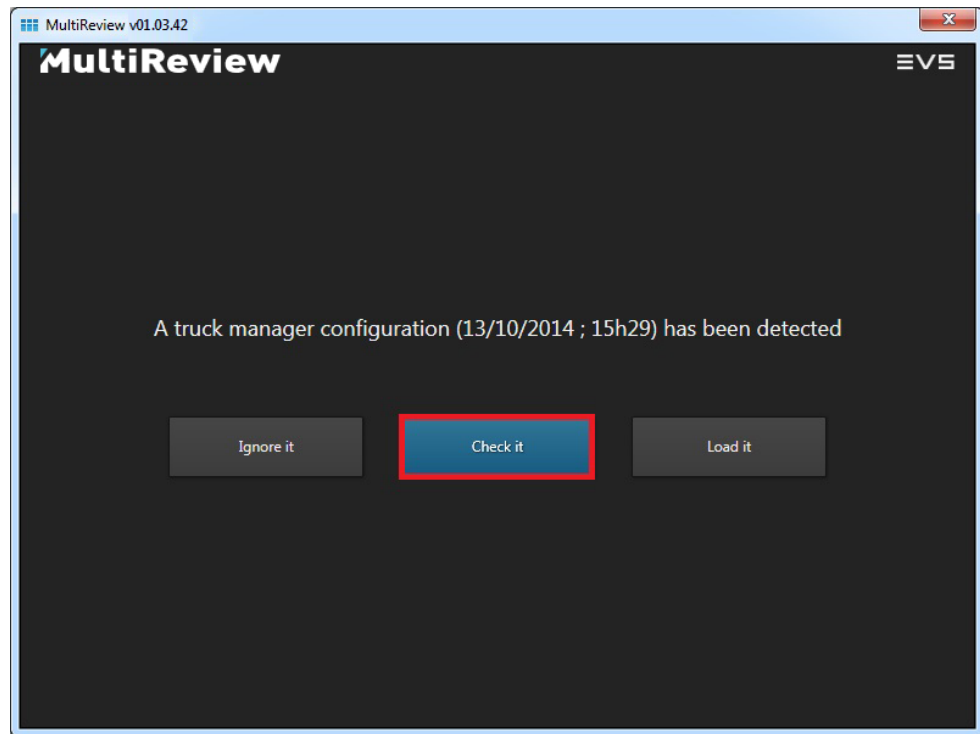 MultiReview v01.03.42
x
MultiReview
EVS
A truck manager configuration (13/10/2014 ; 15h29) has been detected
Ignore it
Check it
Load it